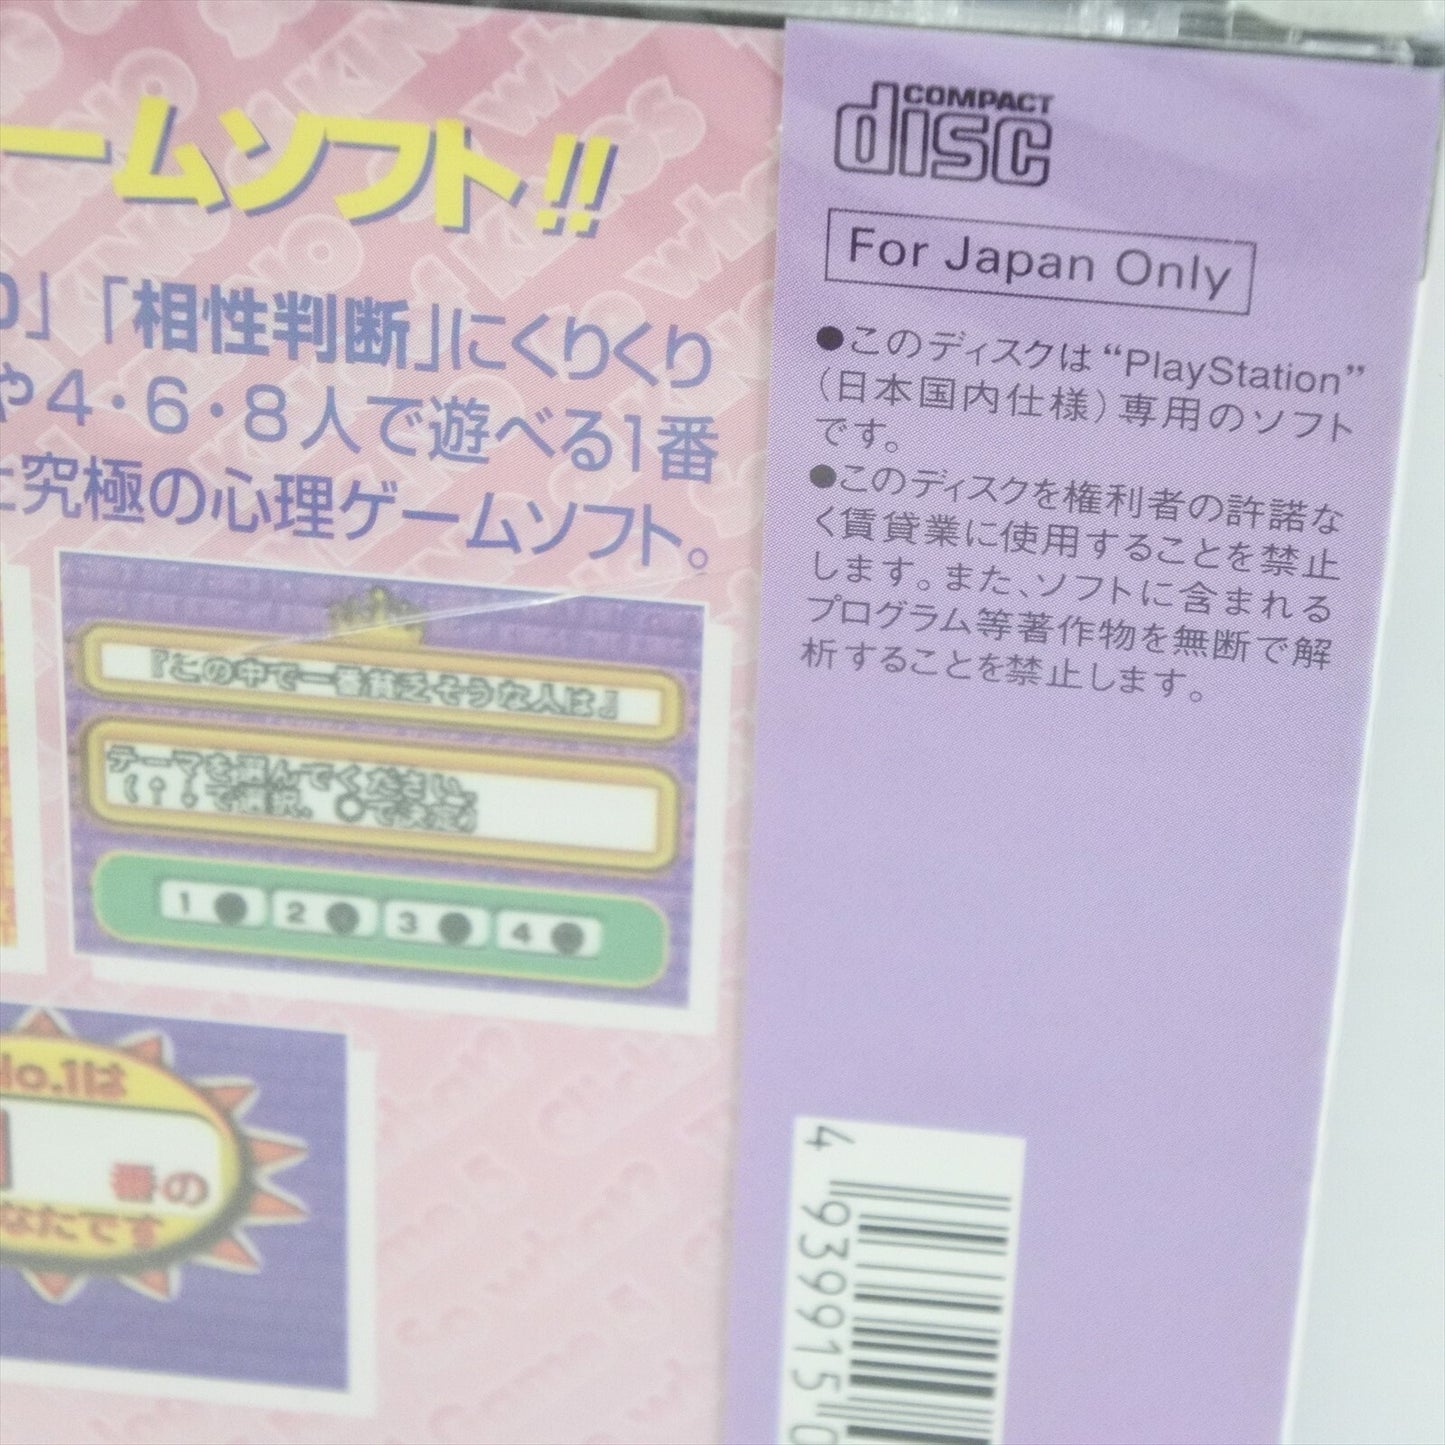 ームソフト!!
」「相性判断」にくりくり
や4・6・8人で遊べる1番
究極の心理ゲームソフト。
『この中で一番貧乏そうな人は』
テーマを選んでください。
(↑↓で選択、○で決定)
1 ● 2 ● 3 ● 4 ●
No.1は
番の
なたです
COMPACT
disc
For Japan Only
●このディスクは“PlayStation”
(日本国内仕様)専用のソフト
です。
●このディスクを権利者の許諾な
く賃貸業に使用することを禁止
します。また、ソフトに含まれる
プログラム等著作物を無断で解
析することを禁止します。
4 939915 0